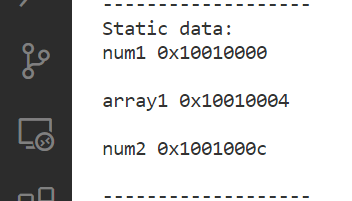 -------------------
Static data:
num1 0x10010000
array1 0x10010004
num2 0x1001000c
-------------------